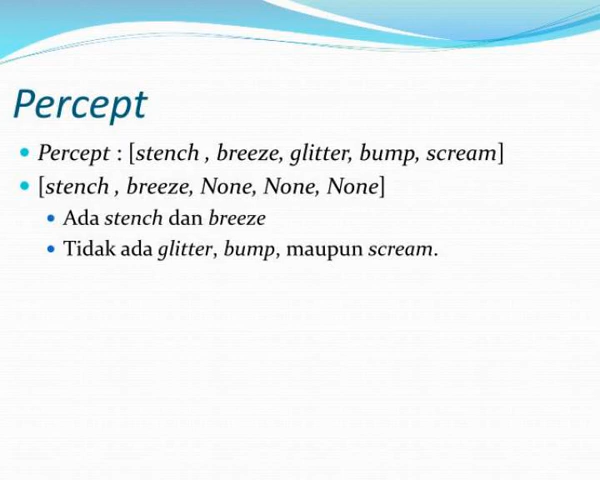 Percept
• Percept : [stench , breeze, glitter, bump, scream]
• [stench , breeze, None, None, None]
• Ada stench dan breeze
• Tidak ada glitter, bump, maupun scream.